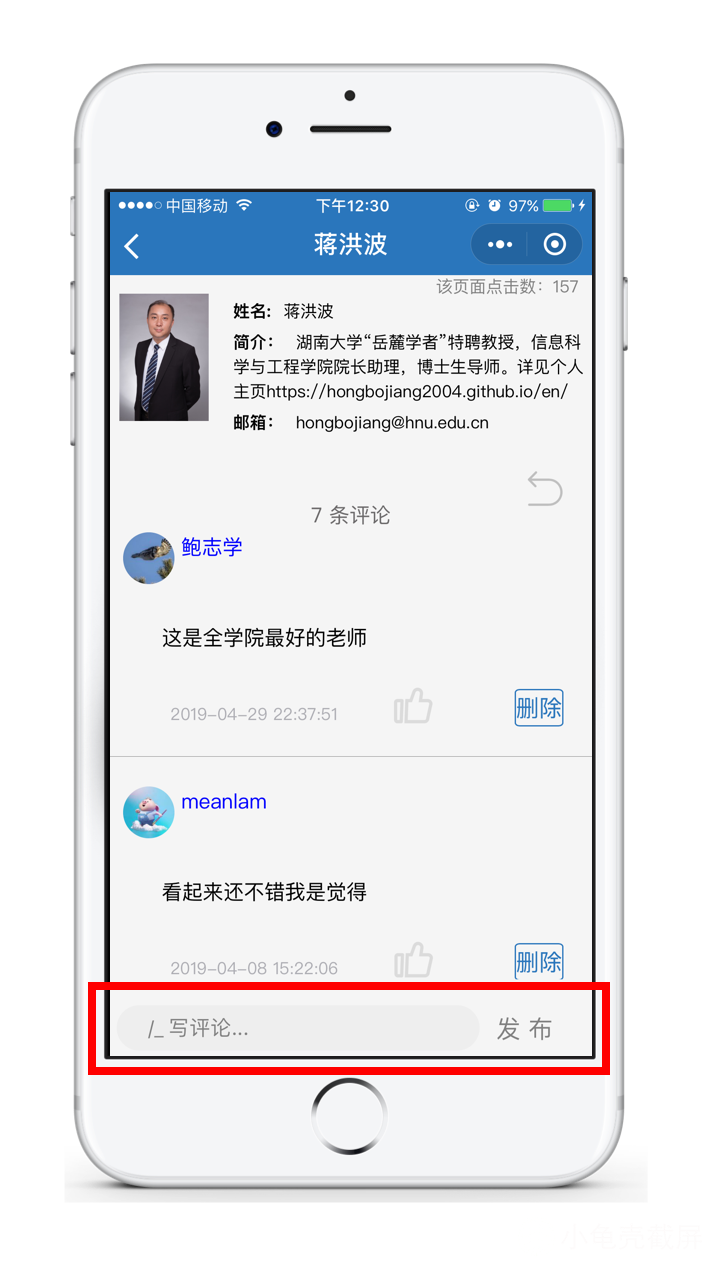 中国移动 下午12:30 97%
蒋洪波
该页面点击数：157
姓名: 蒋洪波
简介: 湖南大学“岳麓学者”特聘教授，信息科
学与工程学院院长助理，博士生导师。详见个人
主页https://hongbojiang2004.github.io/en/
邮箱: hongbojiang@hnu.edu.cn
7 条评论
鲍志学
这是全学院最好的老师
2019-04-29 22:37:51 删除
meanlam
看起来还不错我是觉得
2019-04-08 15:22:06 删除
/_ 写评论... 发 布